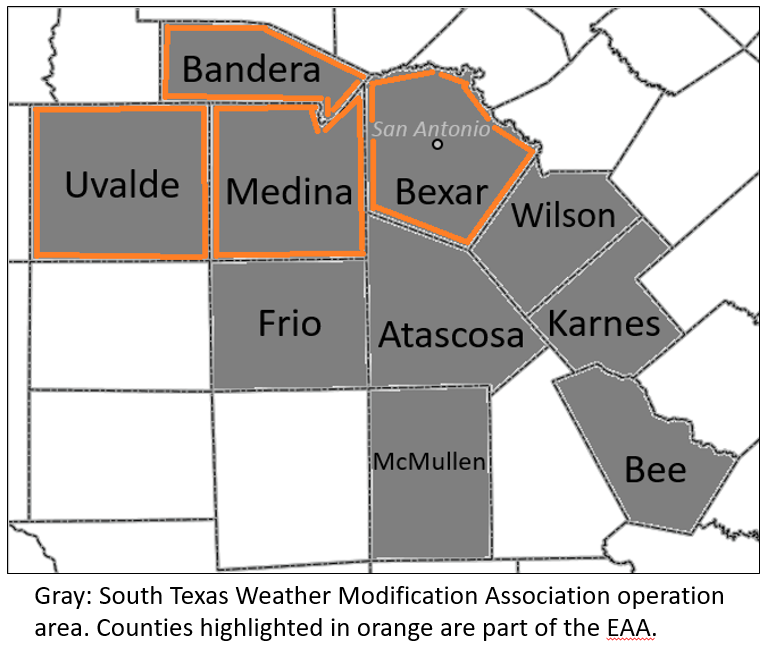 Bandera
San Antonio
Uvalde
Medina
Bexar
Wilson
Frio
Atascosa
Karnes
McMullen
Bee
Gray: South Texas Weather Modification Association operation
area. Counties highlighted in orange are part of the EAA.